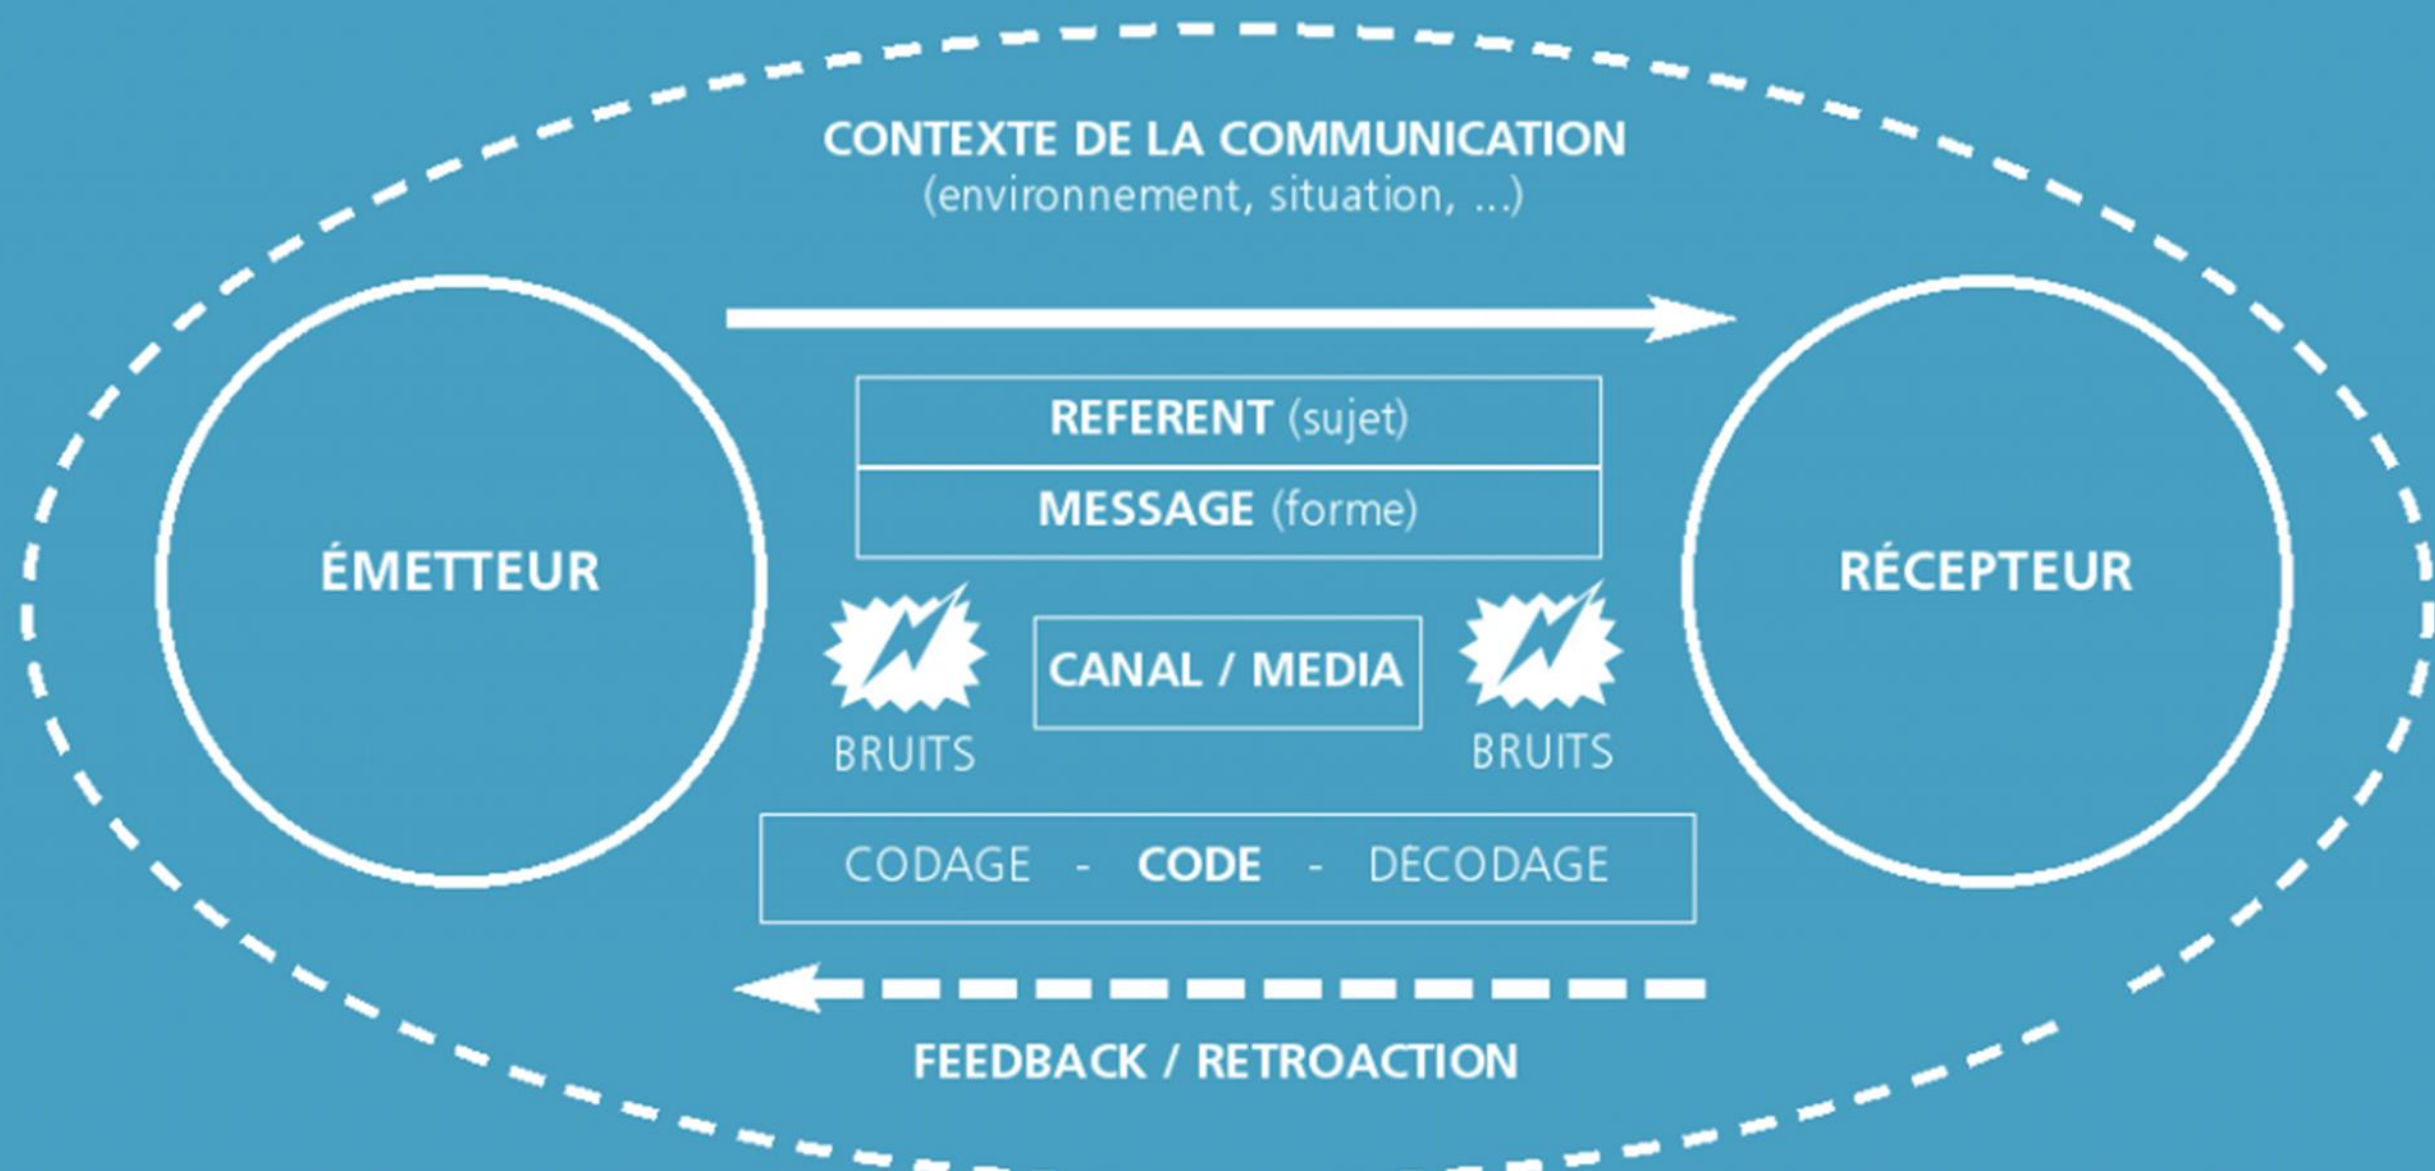 CONTEXTE DE LA COMMUNICATION
(environnement, situation, ...)
REFERENT (sujet)
MESSAGE (forme)
ÉMETTEUR
RÉCEPTEUR
CANAL / MEDIA
BRUITS
BRUITS
CODAGE - CODE - DÉCODAGE
FEEDBACK / RETROACTION